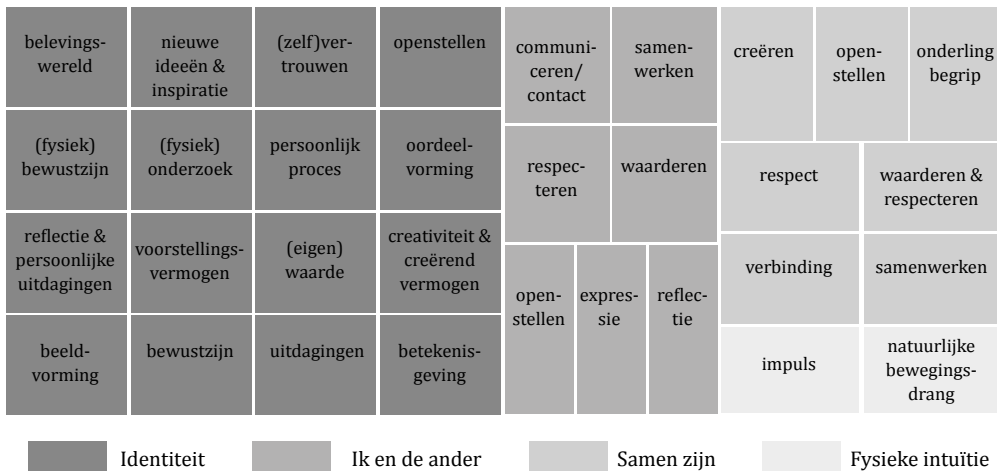 belevings-
wereld
nieuwe
ideeën &
inspiratie
(zelf)ver-
trouwen
openstellen
(fysiek)
bewustzijn
(fysiek)
onderzoek
persoonlijk
proces
oordeel-
vorming
reflectie &
persoonlijke
uitdagingen
voorstellings-
vermogen
(eigen)
waarde
creativiteit &
creërend
vermogen
beeld-
vorming
bewustzijn
uitdagingen
betekenis-
geving
communi-
ceren/
contact
samen-
werken
respec-
teren
waarderen
open-
stellen
expres-
sie
reflec-
tie
creëren
open-
stellen
onderling
begrip
respect
waarderen &
respecteren
verbinding
samenwerken
impuls
natuurlijke
bewegings-
drang
Identiteit
Ik en de ander
Samen zijn
Fysieke intuïtie